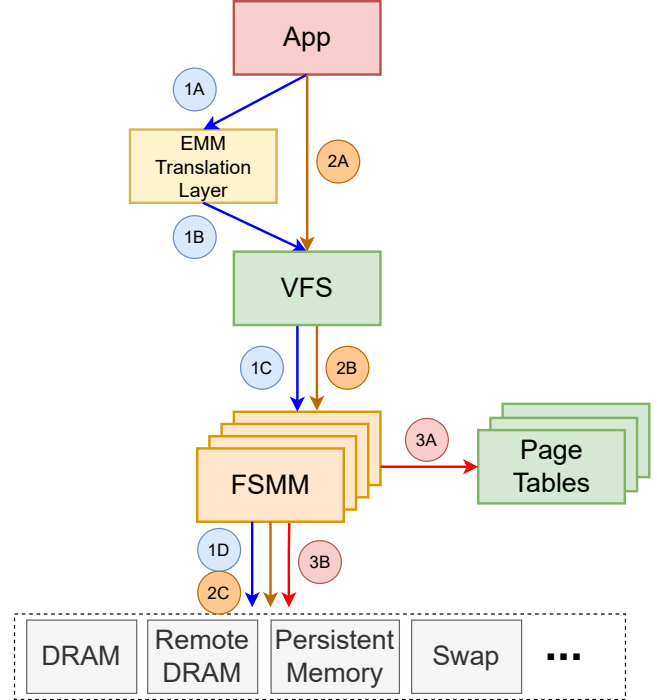 App
1A
EMM
Translation
Layer
2A
1B
VFS
1C
2B
FSMM
3A
Page
Tables
1D
2C
3B
DRAM
Remote
DRAM
Persistent
Memory
Swap
...